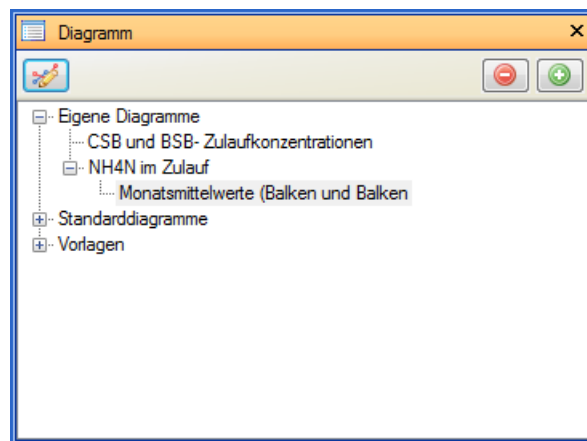 Diagramm
Eigene Diagramme
CSB und BSB- Zulaufkonzentrationen
NH4N im Zulauf
Monatsmittelwerte (Balken und Balken
Standarddiagramme
Vorlagen